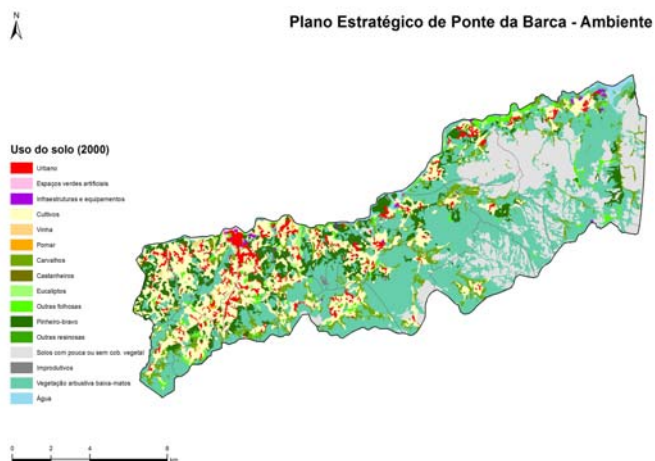 N
Plano Estratégico de Ponte da Barca - Ambiente
Uso do solo (2000)
Urbano
Espaços verdes artificiais
Infraestruturas e equipamentos
Cultivos
Vinha
Pomar
Carvalhos
Castanheiros
Eucaliptos
Outras folhosas
Pinheiro-bravo
Outras resinosas
Solos com pouca ou sem cob. vegetal
Improdutivos
Vegetação arbustiva baixa-matos
Água
0 2 4 8